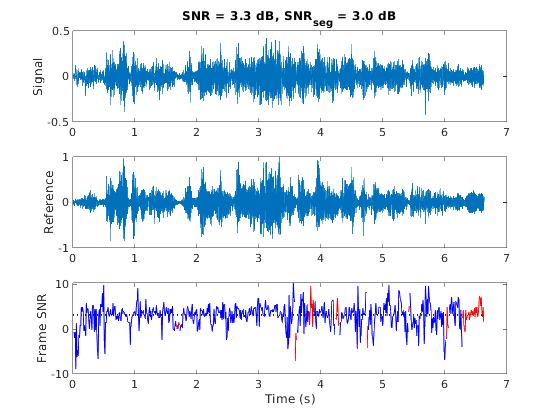 SNR = 3.3 dB, SNRseg = 3.0 dB
0.5
0
-0.5
Signal
0 1 2 3 4 5 6 7
1
0
-1
Reference
0 1 2 3 4 5 6 7
10
0
-10
Frame SNR
0 1 2 3 4 5 6 7
Time (s)